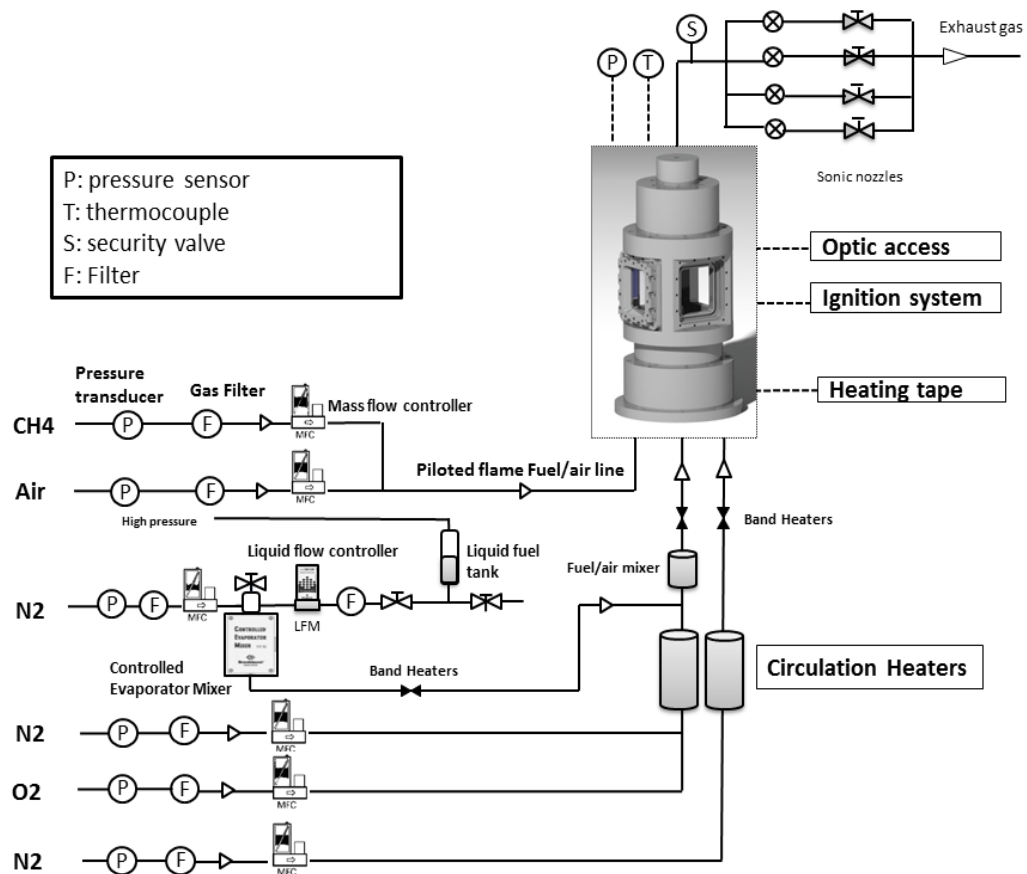 S
Exhaust gas
P
T
Sonic nozzles
P: pressure sensor
T: thermocouple
S: security valve
F: Filter
Optic access
Ignition system
Heating tape
Pressure
transducer
Gas Filter
Mass flow controller
CH4
P
F
MFC
Piloted flame Fuel/air line
Air
P
F
MFC
High pressure
Band Heaters
Liquid flow controller
Liquid fuel
tank
Fuel/air mixer
N2
P
F
MFC
LFM
F
CONTROLLED
EVAPORATOR
MIXER
Controlled
Evaporator Mixer
Band Heaters
Circulation Heaters
N2
P
F
MFC
O2
P
F
MFC
N2
P
F
MFC